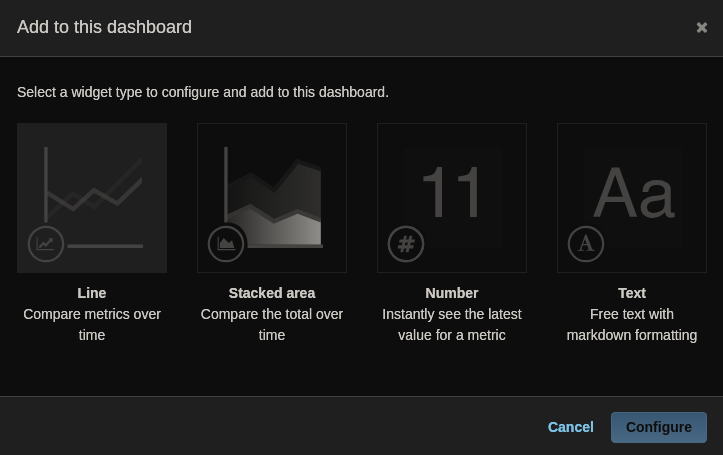 Add to this dashboard
Select a widget type to configure and add to this dashboard.
11
#
Aa
A
Line
Compare metrics over
time
Stacked area
Compare the total over
time
Number
Instantly see the latest
value for a metric
Text
Free text with
markdown formatting
Cancel
Configure